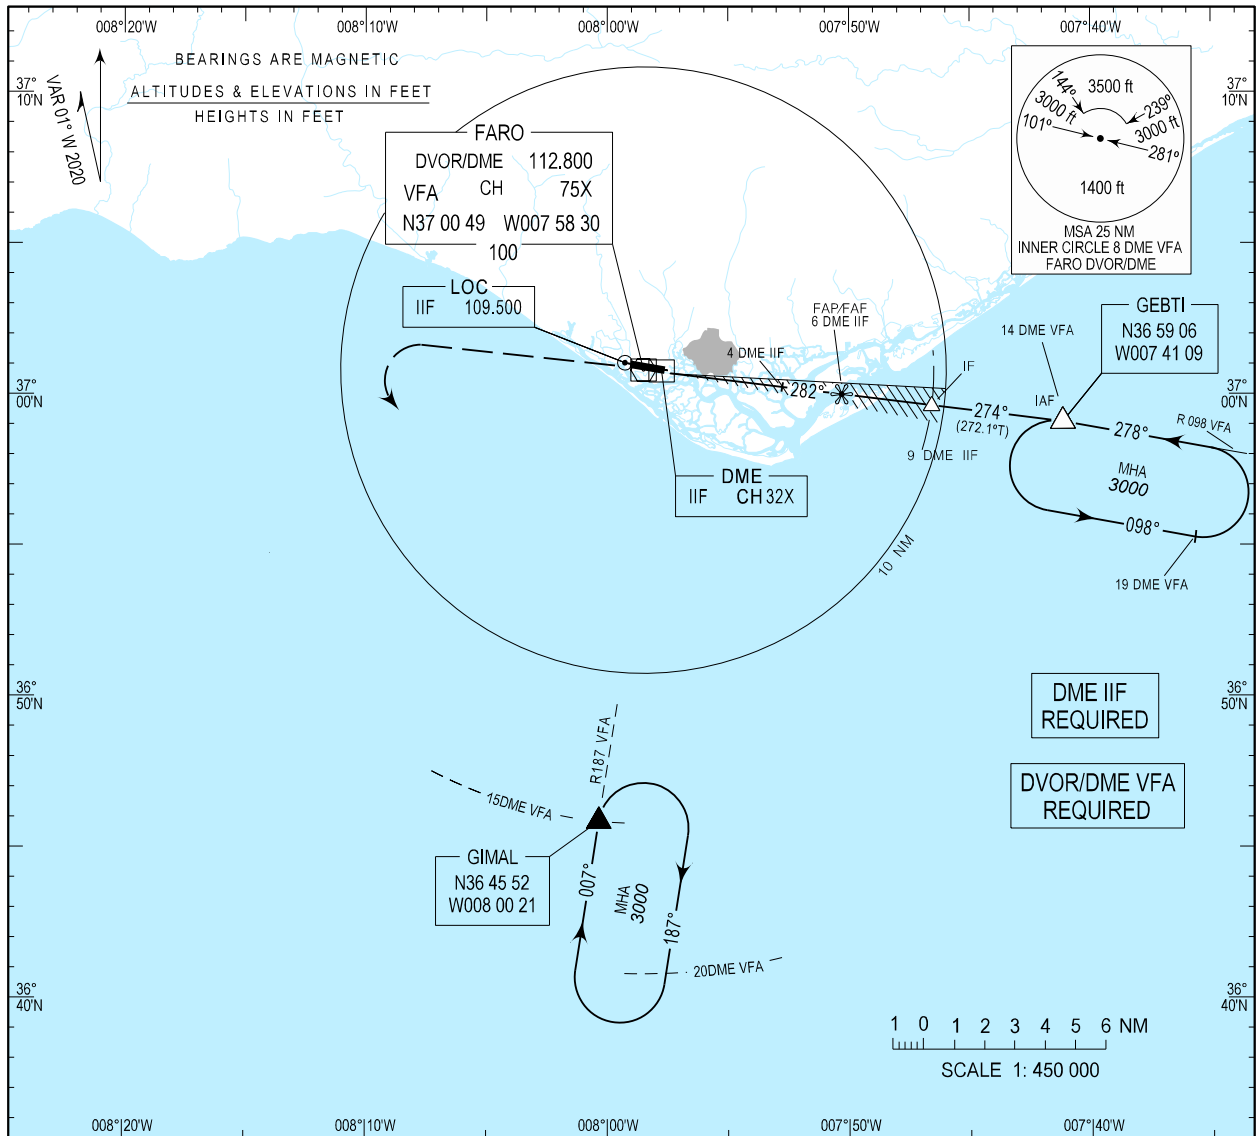 008°20'W 008°10'W 008°00'W 007°50'W 007°40'W
37°
10'N
37°
10'N
VAR 01° W 2020
BEARINGS ARE MAGNETIC
ALTITUDES & ELEVATIONS IN FEET
HEIGHTS IN FEET
FARO
DVOR/DME 112.800
VFA CH 75X
N37 00 49 W007 58 30
100
144°
3500 ft
239°
3000 ft
3000 ft
101°
281°
1400 ft
MSA 25 NM
INNER CIRCLE 8 DME VFA
FARO DVOR/DME
LOC
IIF 109.500
FAP/FAF
6 DME IIF
14 DME VFA
GEBTI
N36 59 06
W007 41 09
4 DME IIF
IF
37°
00'N
37°
00'N
282°
IAF
274°
(272.1°T)
278°
R 098 VFA
9 DME IIF
MHA
3000
098°
19 DME VFA
DME
IIF CH 32X
10 NM
36°
50'N
36°
50'N
DME IIF
REQUIRED
DVOR/DME VFA
REQUIRED
R187 VFA
15DME VFA
GIMAL
N36 45 52
W008 00 21
007°
MHA
3000
187°
20DME VFA
36°
40'N
36°
40'N
1 0 1 2 3 4 5 6 NM
SCALE 1: 450 000
008°20'W 008°10'W 008°00'W 007°50'W 007°40'W